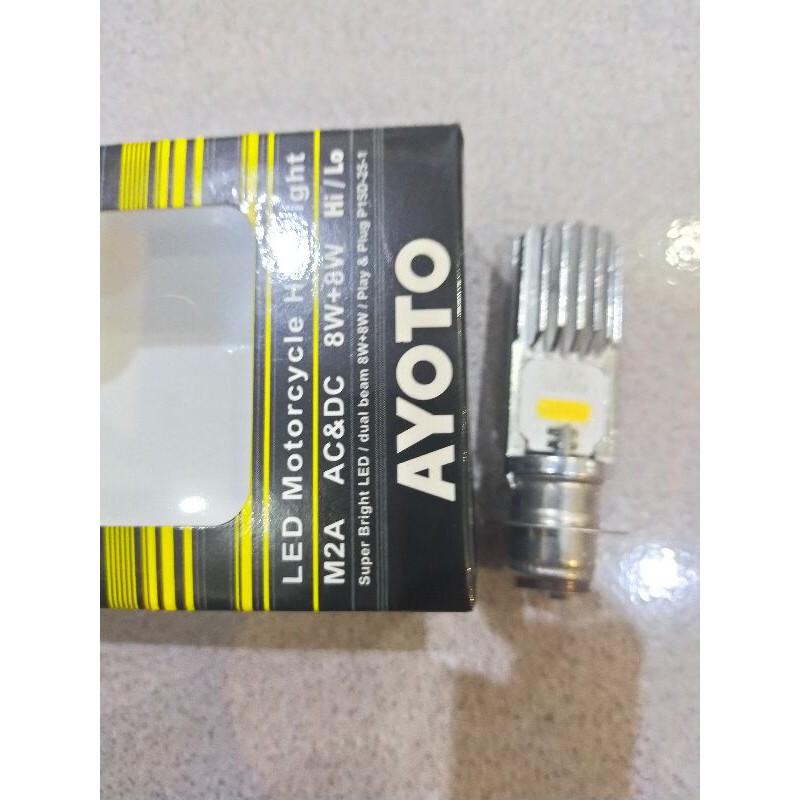 LED Motorcycle Headlight
M2A AC&DC 8W+8W Hi / Lo
Super Bright LED / dual beam 8W+8W / Play & Plug P15D-25-1
AYOTO